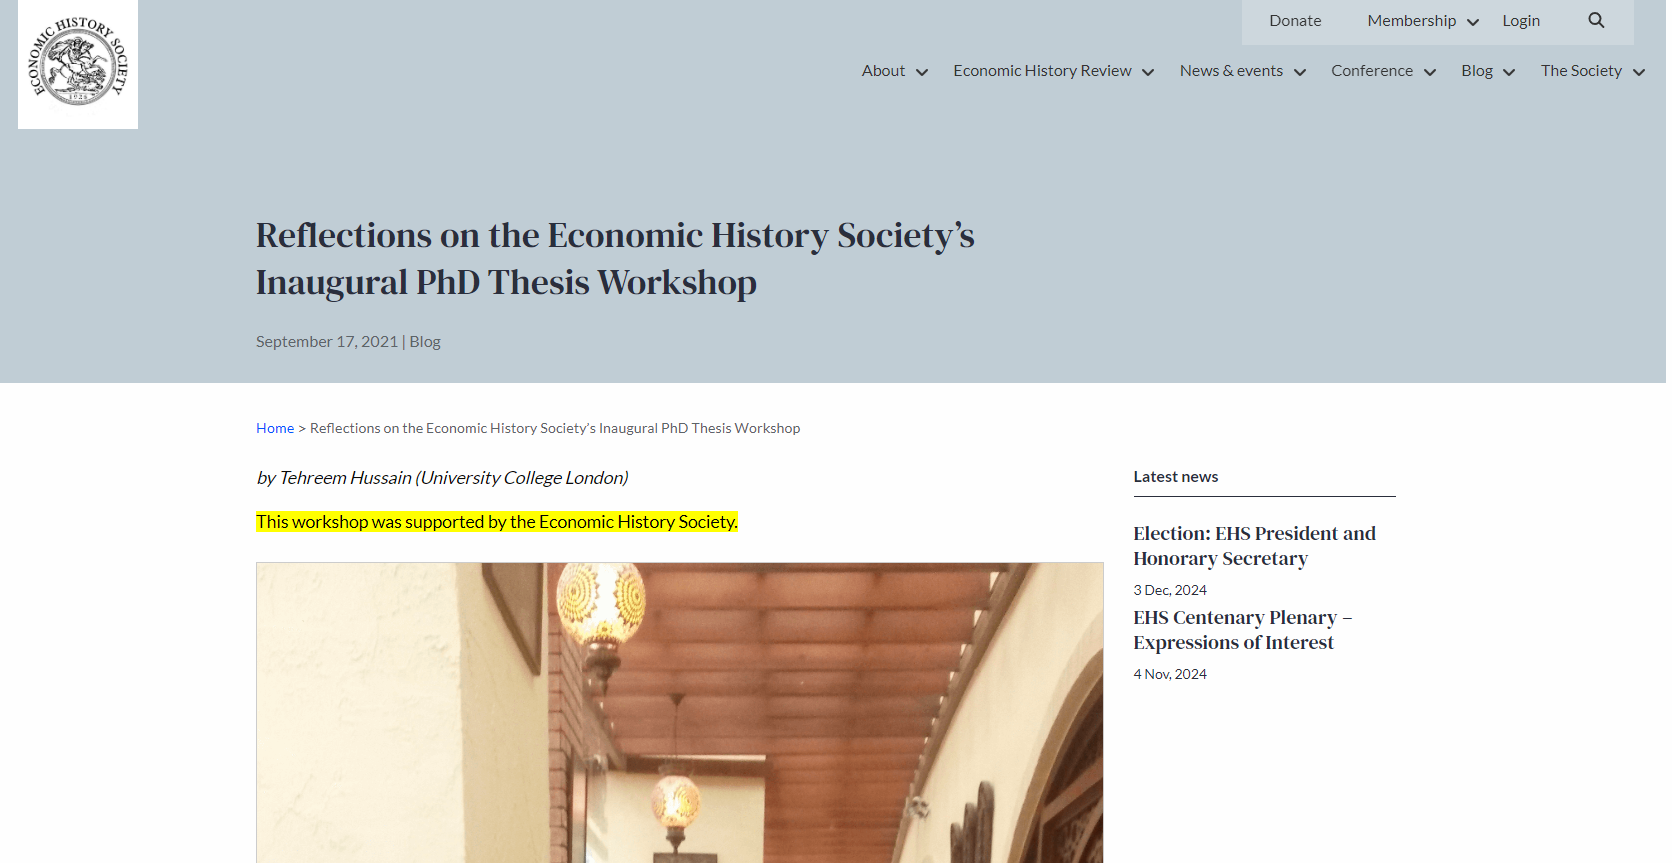 ECONOMIC HISTORY SOCIETY
1926
Donate
Membership
Login
About
Economic History Review
News & events
Conference
Blog
The Society
Reflections on the Economic History Society’s
Inaugural PhD Thesis Workshop
September 17, 2021 | Blog
Home > Reflections on the Economic History Society’s Inaugural PhD Thesis Workshop
by Tehreem Hussain (University College London)
This workshop was supported by the Economic History Society.
Latest news
Election: EHS President and
Honorary Secretary
3 Dec, 2024
EHS Centenary Plenary –
Expressions of Interest
4 Nov, 2024